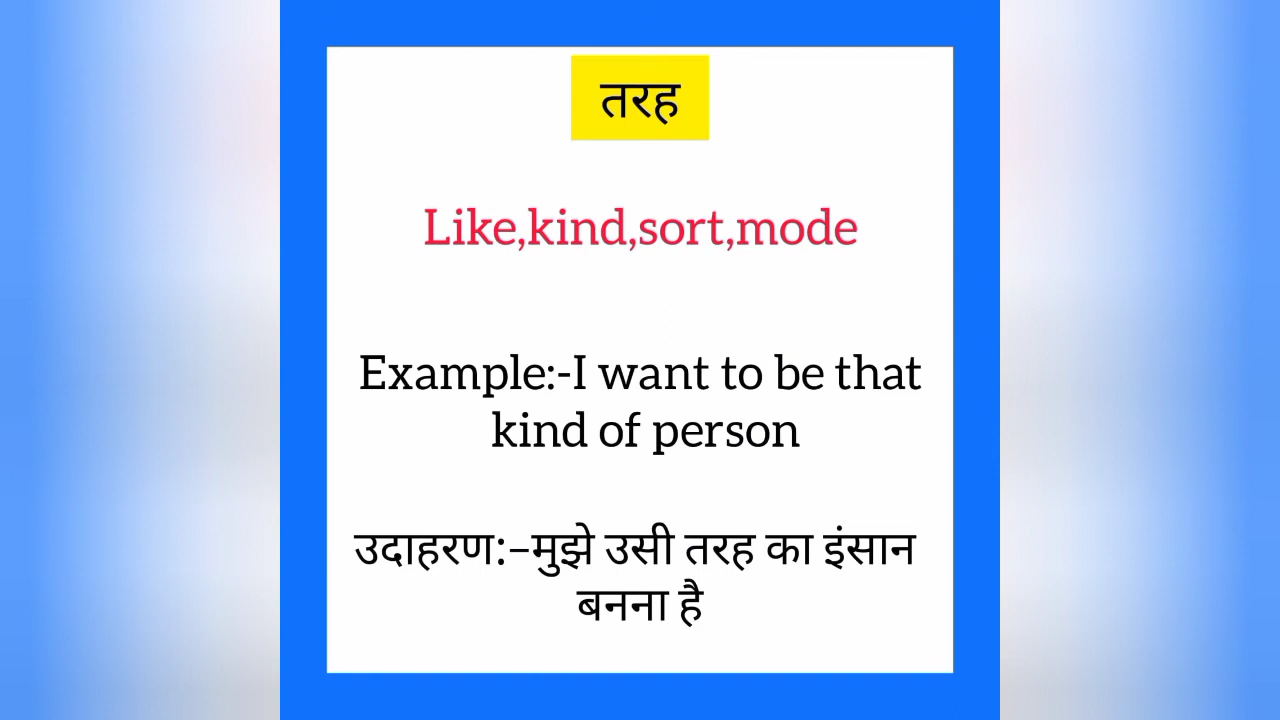 तरह
Like,kind,sort,mode
Example:-I want to be that
kind of person
उदाहरण:–मुझे उसी तरह का इंसान
बनना है